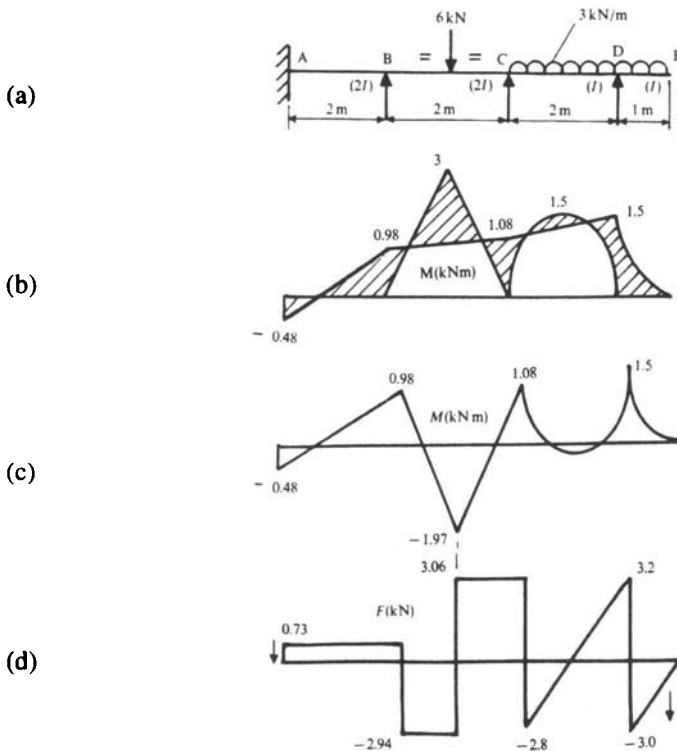 6 kN
3 kN/m
(a)
A B = = C D
(2I) (2I) (I) (I)
2 m 2 m 2 m 1 m
(b)
3
0.98 1.08 1.5 1.5
M(kNm)
− 0.48
(c)
0.98 1.08 1.5
M(kN m)
− 0.48
−1.97
(d)
3.06 3.2
F(kN)
0.73
−2.94 −2.8 −3.0